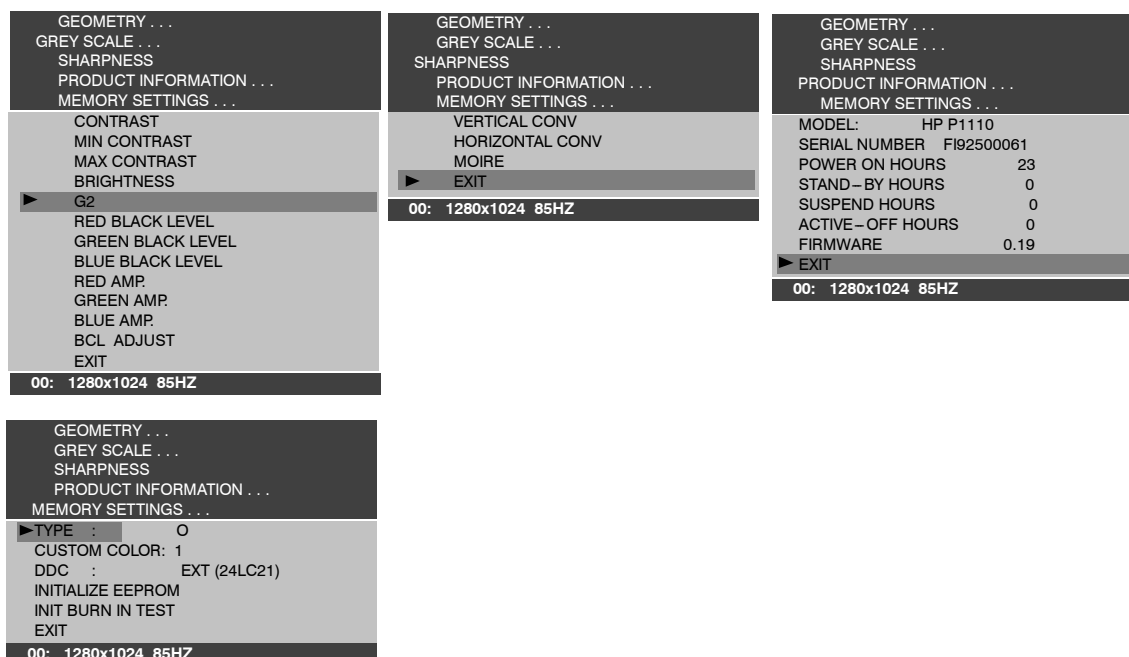 GEOMETRY . . .
GREY SCALE . . .
SHARPNESS
PRODUCT INFORMATION . . .
MEMORY SETTINGS . . .
CONTRAST
MIN CONTRAST
MAX CONTRAST
BRIGHTNESS
G2
RED BLACK LEVEL
GREEN BLACK LEVEL
BLUE BLACK LEVEL
RED AMP.
GREEN AMP.
BLUE AMP.
BCL ADJUST
EXIT
00: 1280x1024 85HZ
GEOMETRY . . .
GREY SCALE . . .
SHARPNESS
PRODUCT INFORMATION . . .
MEMORY SETTINGS . . .
VERTICAL CONV
HORIZONTAL CONV
MOIRE
EXIT
00: 1280x1024 85HZ
GEOMETRY . . .
GREY SCALE . . .
SHARPNESS
PRODUCT INFORMATION . . .
MEMORY SETTINGS . . .
MODEL: HP P1110
SERIAL NUMBER FI92500061
POWER ON HOURS 23
STAND–BY HOURS 0
SUSPEND HOURS 0
ACTIVE–OFF HOURS 0
FIRMWARE 0.19
EXIT
00: 1280x1024 85HZ
GEOMETRY . . .
GREY SCALE . . .
SHARPNESS
PRODUCT INFORMATION . . .
MEMORY SETTINGS . . .
TYPE : O
CUSTOM COLOR: 1
DDC : EXT (24LC21)
INITIALIZE EEPROM
INIT BURN IN TEST
EXIT
00: 1280x1024 85HZ